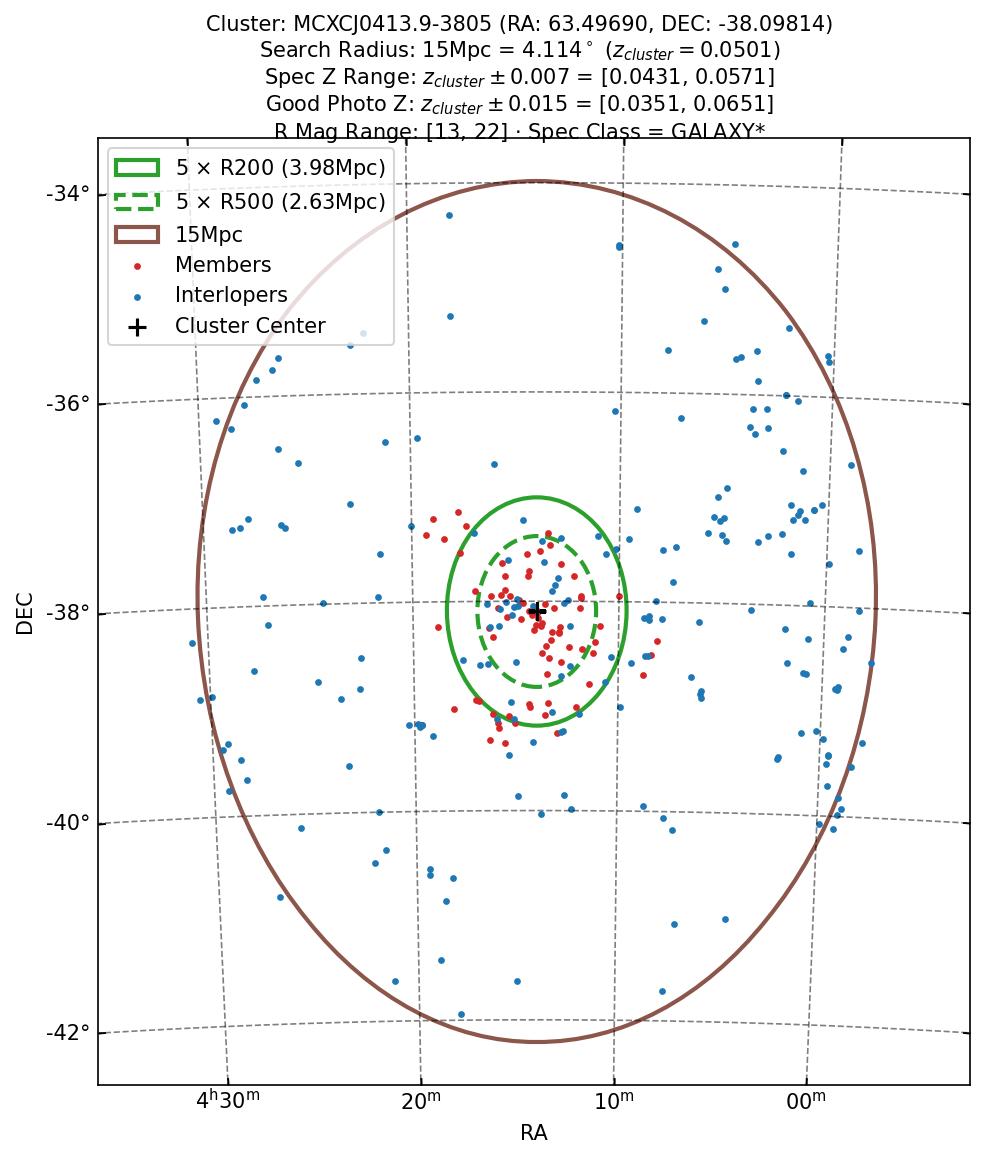 Cluster: MCXCJ0413.9-3805 (RA: 63.49690, DEC: -38.09814)
Search Radius: 15Mpc = 4.114° (z_cluster = 0.0501)
Spec Z Range: z_cluster ± 0.007 = [0.0431, 0.0571]
Good Photo Z: z_cluster ± 0.015 = [0.0351, 0.0651]
R Mag Range: [13, 22] · Spec Class = GALAXY*
5 × R200 (3.98Mpc)
5 × R500 (2.63Mpc)
15Mpc
Members
Interlopers
Cluster Center
-34°
-36°
-38°
-40°
-42°
DEC
4ʰ30ᵐ 20ᵐ 10ᵐ 00ᵐ
RA